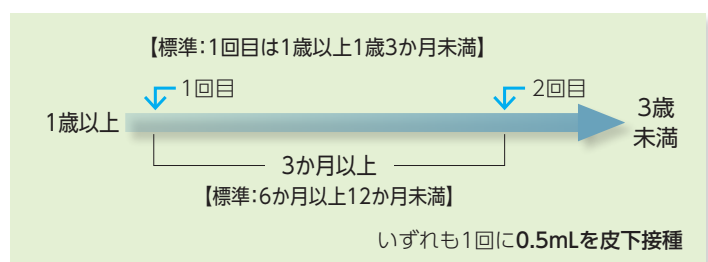 【標準:1回目は1歳以上1歳3か月未満】
1回目
2回目
1歳以上
3歳
未満
3か月以上
【標準:6か月以上12か月未満】
いずれも1回に0.5mLを皮下接種